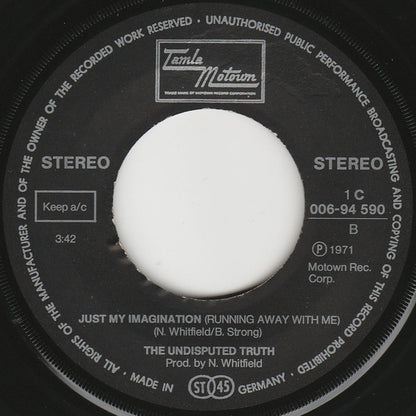 ALL RIGHTS OF THE MANUFACTURER AND OF THE OWNER OF THE RECORDED WORK RESERVED · UNAUTHORISED PUBLIC PERFORMANCE BROADCASTING AND COPYING OF THIS RECORD PROHIBITED ·
Tamla
Motown
TRADE MARK OF MOTOWN RECORD CORPORATION
STEREO
STEREO
Keep a/c
3:42
1 C
006-94 590
B
Ⓟ 1971
Motown Rec.
Corp.
JUST MY IMAGINATION (RUNNING AWAY WITH ME)
(N. Whitfield/B. Strong)
THE UNDISPUTED TRUTH
Prod. by N. Whitfield
MADE IN ST 45 GERMANY ·